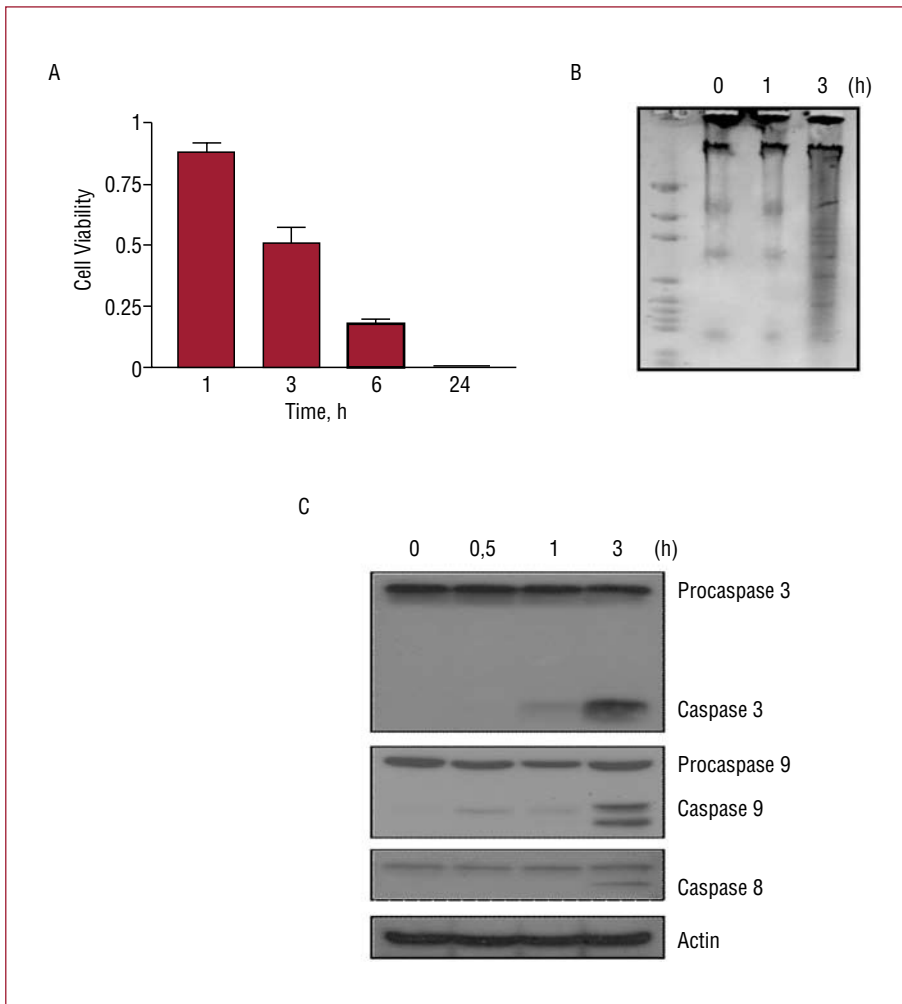 A
Cell Viability
1
0.75
0.5
0.25
0
1 3 6 24
Time, h
B
0 1 3 (h)
C
0 0,5 1 3 (h)
Procaspase 3
Caspase 3
Procaspase 9
Caspase 9
Caspase 8
Actin